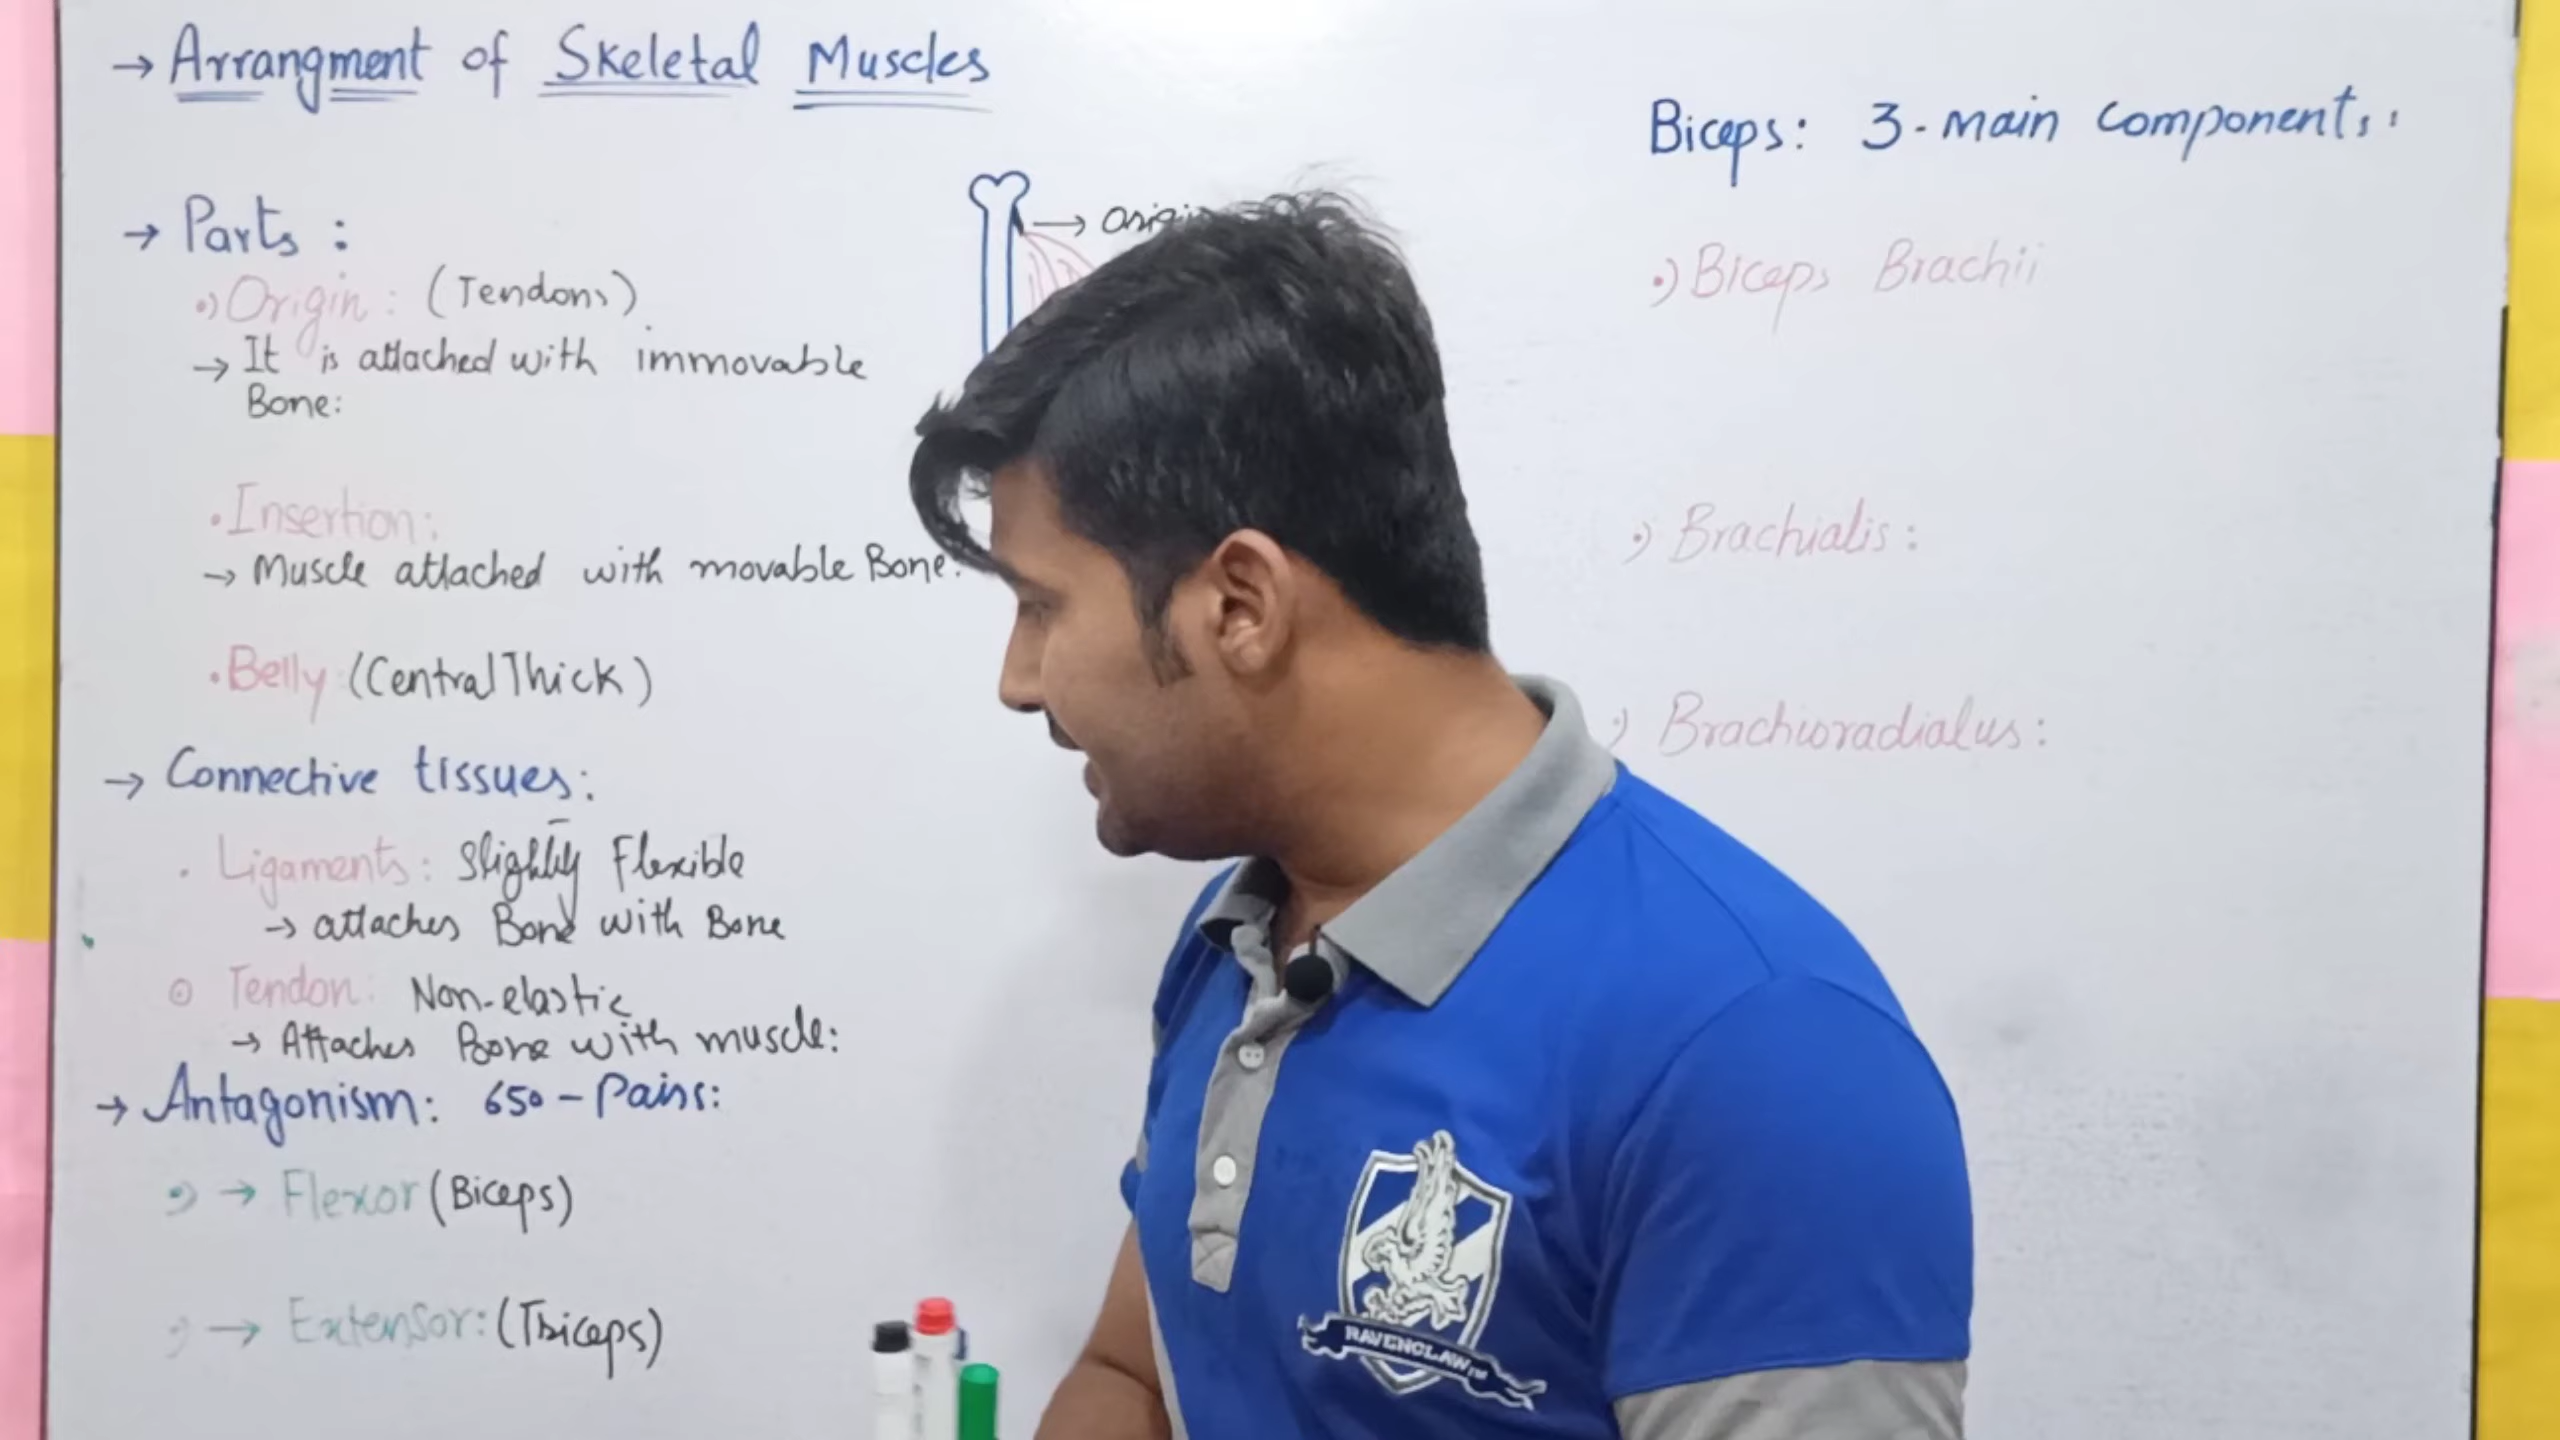 → Arrangment of Skeletal Muscles
→ Parts :
•) Origin : (Tendons)
→ It is attached with immovable
Bone:
• Insertion:
→ Muscle attached with movable Bone.
• Belly (Central Thick)
→ Connective tissues:
• Ligaments: Slightly Flexible
→ attaches Bone with Bone
⊙ Tendon: Non-elastic
→ Attaches Bone with muscle:
→ Antagonism: 650 - Pairs:
•) → Flexor (Biceps)
•) → Extensor: (Triceps)
→
Biceps: 3 - main components:
•) Biceps Brachii
•) Brachialis :
•) Brachioradialus :
RAVENCLAW™